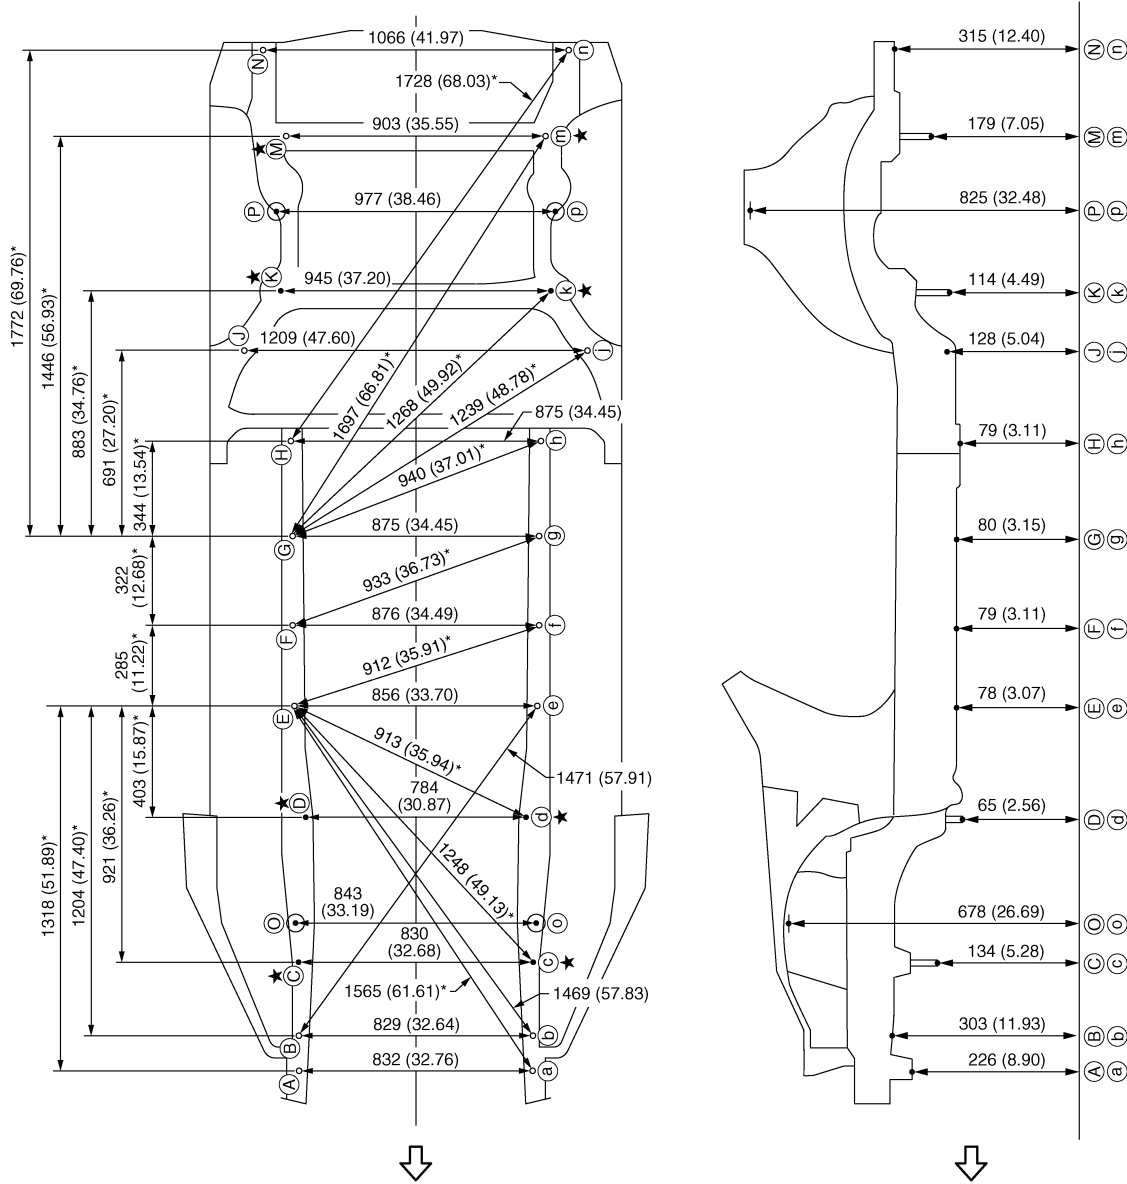 1066 (41.97)
N
n
1728 (68.03)*
903 (35.55)
M
m
977 (38.46)
P
p
945 (37.20)
K
k
J
1209 (47.60)
j
1697 (66.81)*
1268 (49.92)*
1239 (48.78)*
875 (34.45)
H
h
940 (37.01)*
875 (34.45)
G
g
933 (36.73)*
876 (34.49)
F
f
912 (35.91)*
856 (33.70)
E
e
913 (35.94)*
1471 (57.91)
784
(30.87)
D
d
1248 (49.13)*
843
(33.19)
O
o
830
(32.68)
C
c
1565 (61.61)*
1469 (57.83)
829 (32.64)
B
b
832 (32.76)
A
a
1772 (69.76)*
1446 (56.93)*
883 (34.76)*
691 (27.20)*
344 (13.54)*
322
(12.68)*
285
(11.22)*
403 (15.87)*
921 (36.26)*
1204 (47.40)*
1318 (51.89)*
315 (12.40)
N n
179 (7.05)
M m
825 (32.48)
P p
114 (4.49)
K k
128 (5.04)
J j
79 (3.11)
H h
80 (3.15)
G g
79 (3.11)
F f
78 (3.07)
E e
65 (2.56)
D d
678 (26.69)
O o
134 (5.28)
C c
303 (11.93)
B b
226 (8.90)
A a